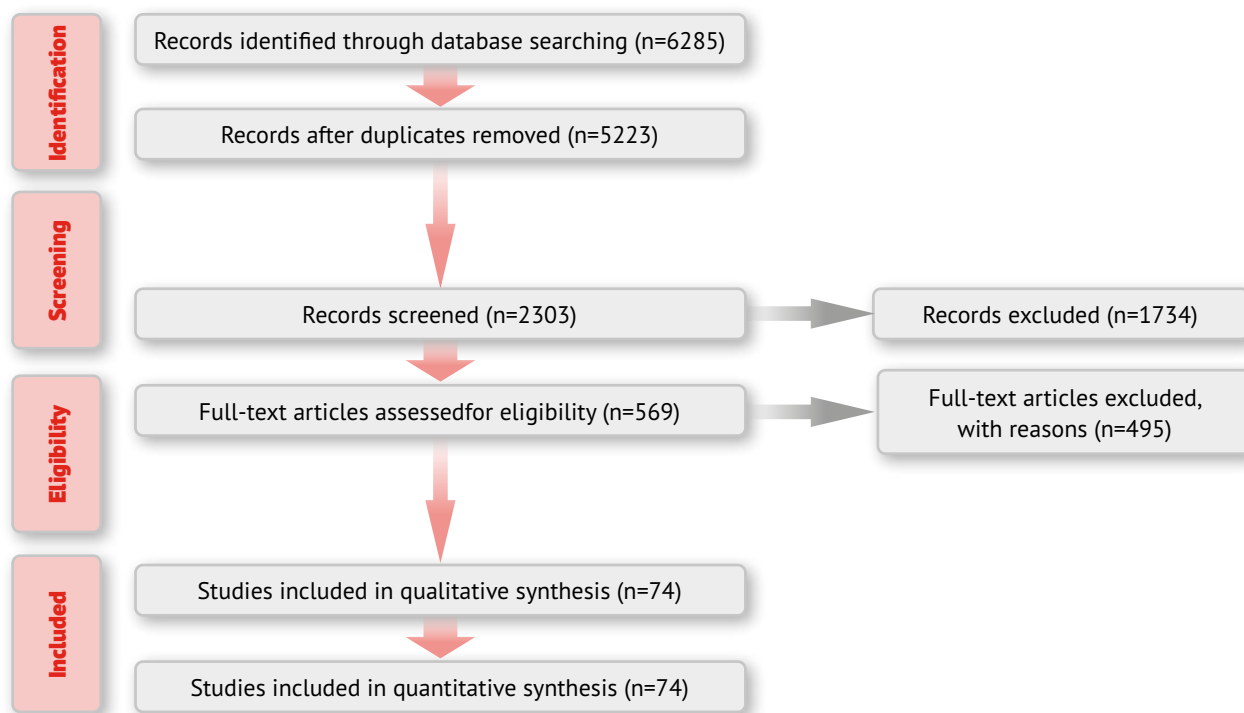 Identification
Records identified through database searching (n=6285)
Records after duplicates removed (n=5223)
Screening
Records screened (n=2303)
Records excluded (n=1734)
Eligibility
Full-text articles assessedfor eligibility (n=569)
Full-text articles excluded,
with reasons (n=495)
Included
Studies included in qualitative synthesis (n=74)
Studies included in quantitative synthesis (n=74)